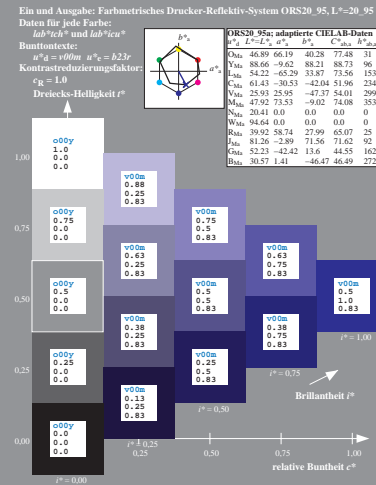 Ein und Ausgabe: Farbmetrisches Drucker-Reflektiv-System ORS20_95, L*=20_95
Daten für jede Farbe:
lab*tch* und lab*icu*
Bunttontexte:
u*d = v00m u*e = b23r
Kontrastreduzierungsfaktor:
cR = 1.0
Dreiecks-Helligkeit t*
b*a
a*a
ORS20_95a; adaptierte CIELAB-Daten
u*d L*=L*a a*a b*a C*ab,a h*ab,a
OMa 46.89 66.19 40.28 77.48 31
YMa 88.66 -9.62 88.21 88.73 96
LMa 54.22 -65.29 33.87 73.56 153
CMa 61.43 -30.53 -42.04 51.96 234
VMa 25.93 25.95 -47.37 54.01 299
MMa 47.92 73.53 -9.02 74.08 353
NMa 20.41 0.0 0.0 0.0 0
WMa 94.64 0.0 0.0 0.0 0
RMa 39.92 58.74 27.99 65.07 25
JMa 81.26 -2.89 71.56 71.62 92
GMa 52.23 -42.42 13.6 44.55 162
BMa 30.57 1.41 -46.47 46.49 272
1,00
0,75
0,50
0,25
0,00
o00y
1.0
0.0
0.0
o00y
0.75
0.0
0.0
o00y
0.5
0.0
0.0
o00y
0.25
0.0
0.0
o00y
0.0
0.0
0.0
v00m
0.88
0.25
0.83
v00m
0.63
0.25
0.83
v00m
0.38
0.25
0.83
v00m
0.13
0.25
0.83
v00m
0.75
0.5
0.83
v00m
0.5
0.5
0.83
v00m
0.25
0.5
0.83
v00m
0.63
0.75
0.83
v00m
0.38
0.75
0.83
v00m
0.5
1.0
0.83
i* = 1,00
i* = 0,75
Brillantheit i*
i* = 0,50
i* = 0,25
0,25 0,50 0,75 1,00
relative Buntheit c*
i* = 0,00